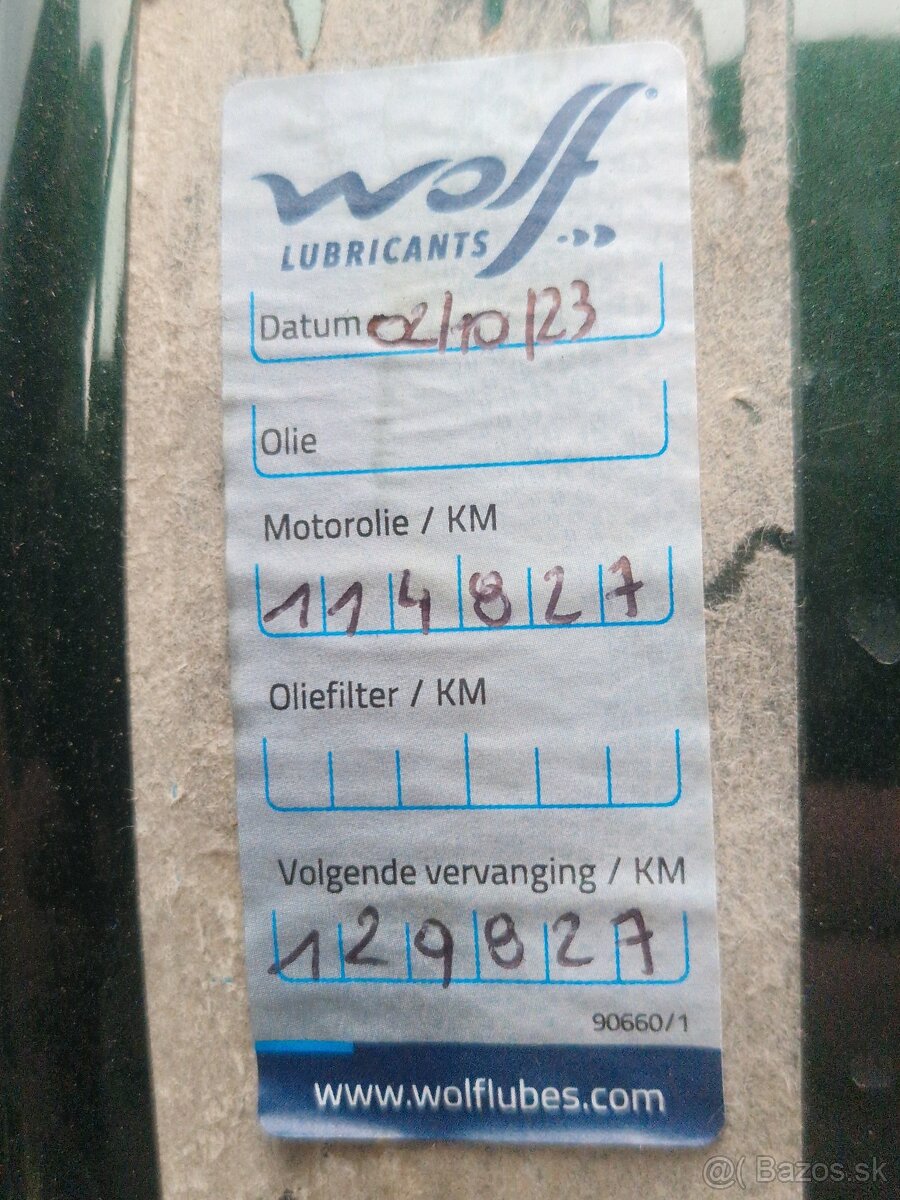 wolf®
LUBRICANTS
Datum 02/10/23
Olie
Motorolie / KM
114827
Oliefilter / KM
Volgende vervanging / KM
129827
90660/1
www.wolflubes.com
@( Bazos.sk